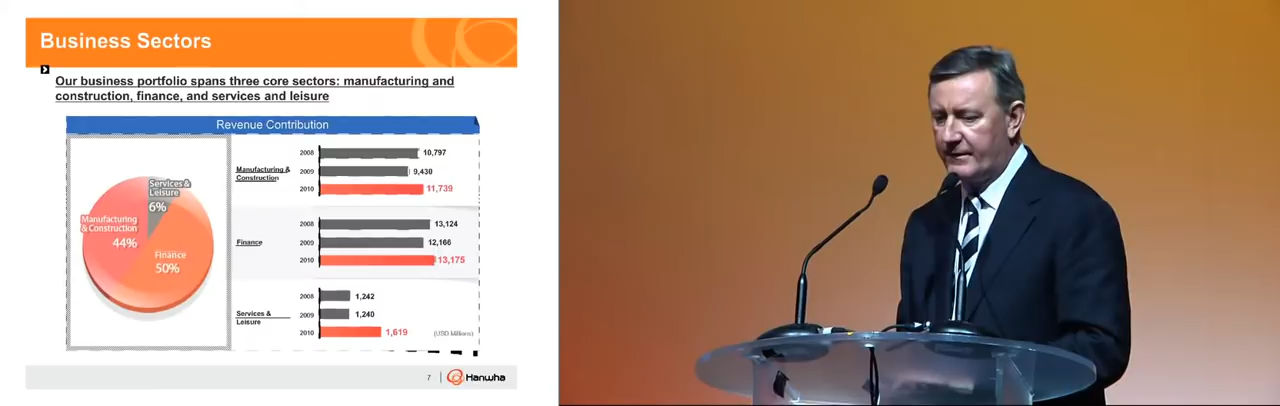 Business Sectors
Our business portfolio spans three core sectors: manufacturing and
construction, finance, and services and leisure
Revenue Contribution
Services &
Leisure
6%
Manufacturing
& Construction
44%
Finance
50%
Manufacturing &
Construction
2008 10,797
2009 9,430
2010 11,739
Finance
2008 13,124
2009 12,166
2010 13,175
Services &
Leisure
2008 1,242
2009 1,240
2010 1,619
(USD Millions)
7 Hanwha